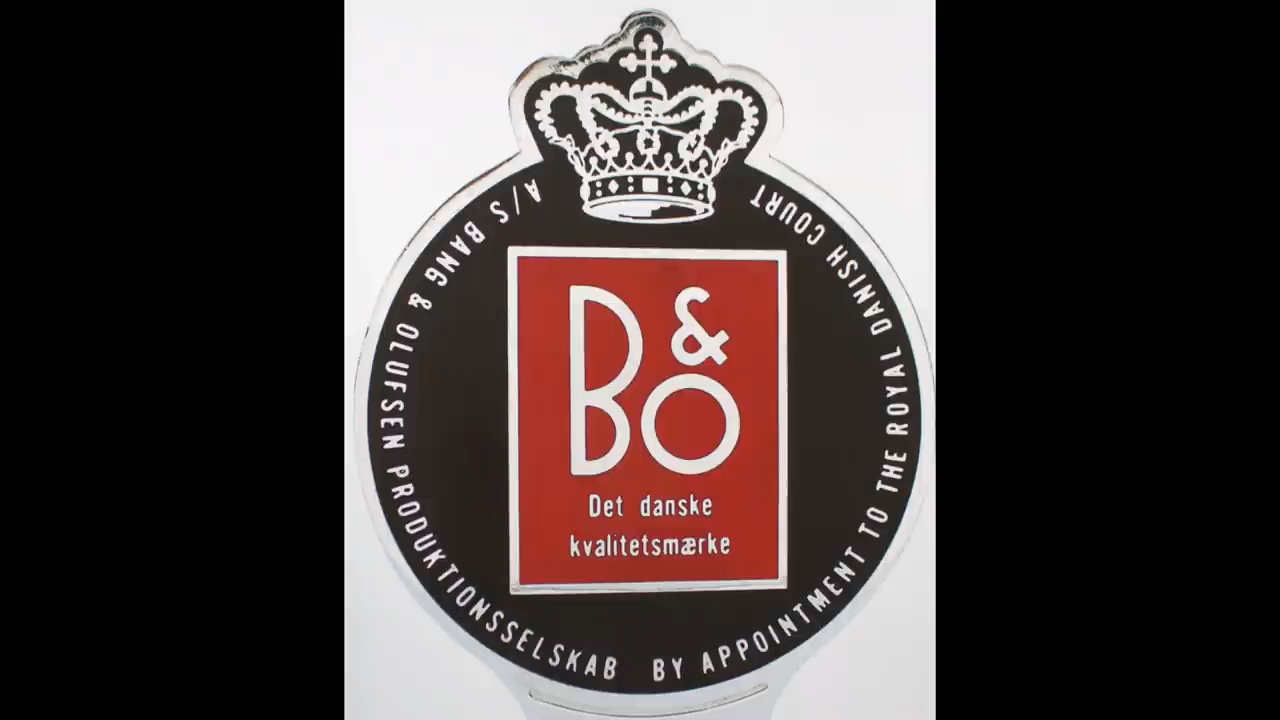 A/S BANG & OLUFSEN PRODUKTIONSSELSKAB BY APPOINTMENT TO THE ROYAL DANISH COURT
B&O
Det danske
kvalitetsmærke